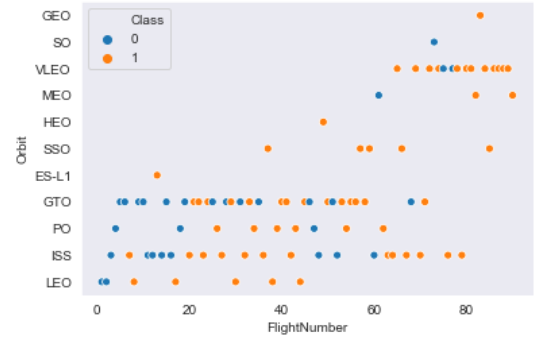 Class
0
1
GEO
SO
VLEO
MEO
HEO
SSO
ES-L1
GTO
PO
ISS
LEO
Orbit
0 20 40 60 80
FlightNumber